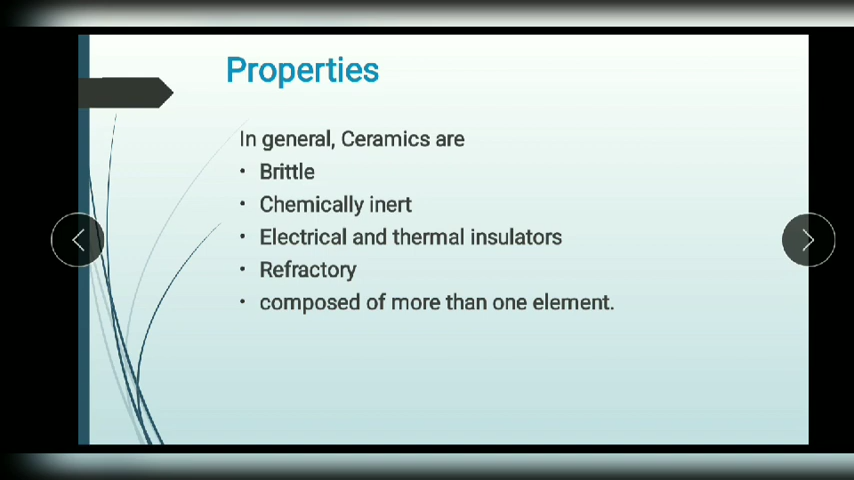 Properties
In general, Ceramics are
• Brittle
• Chemically inert
• Electrical and thermal insulators
• Refractory
• composed of more than one element.